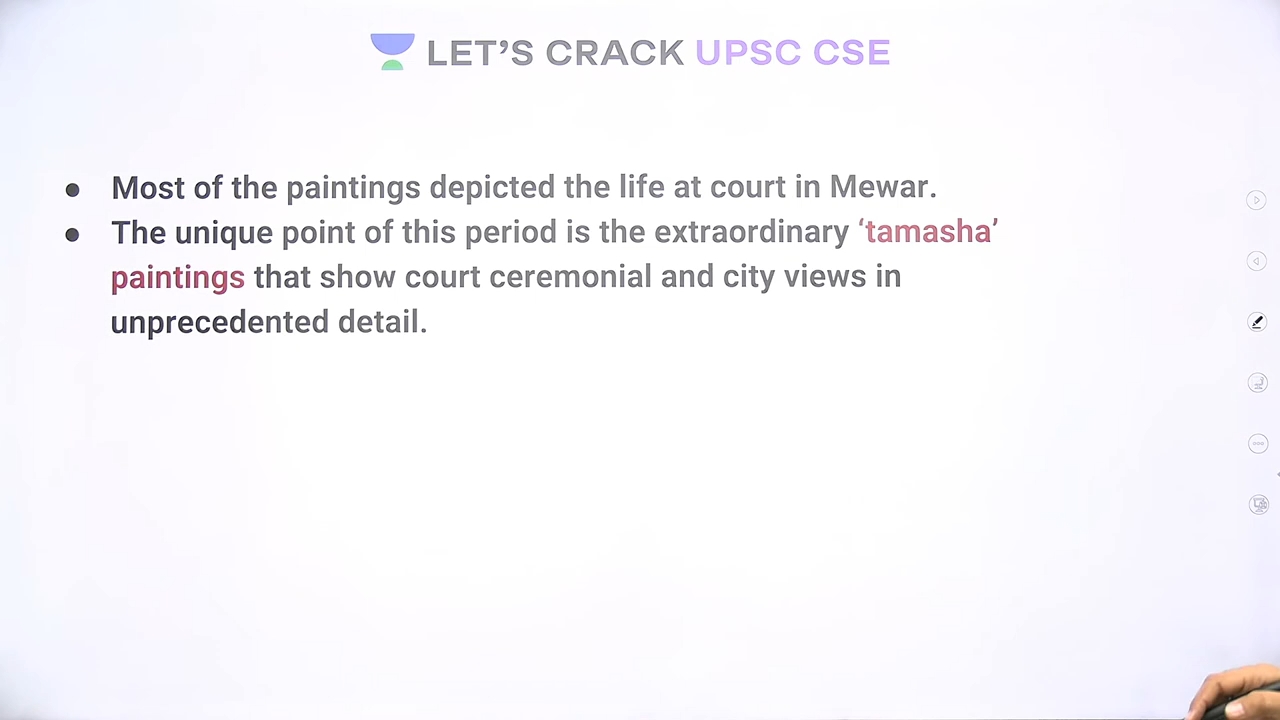 LET'S CRACK UPSC CSE
● Most of the paintings depicted the life at court in Mewar.
● The unique point of this period is the extraordinary ‘tamasha’
paintings that show court ceremonial and city views in
unprecedented detail.